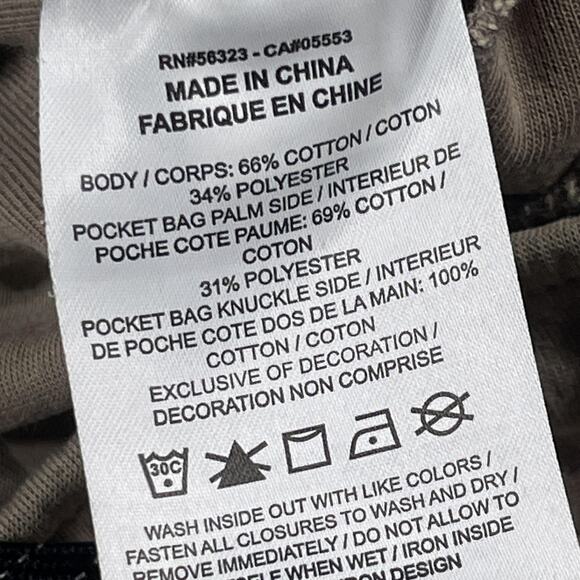 RN#56323 - CA#05553
MADE IN CHINA
FABRIQUE EN CHINE
BODY / CORPS: 66% COTTON / COTON
34% POLYESTER
POCKET BAG PALM SIDE / INTERIEUR DE
POCHE COTE PAUME: 69% COTTON /
COTON
31% POLYESTER
POCKET BAG KNUCKLE SIDE / INTERIEUR
DE POCHE COTE DOS DE LA MAIN: 100%
COTTON / COTON
EXCLUSIVE OF DECORATION /
DECORATION NON COMPRISE
30C
WASH INSIDE OUT WITH LIKE COLORS /
FASTEN ALL CLOSURES TO WASH AND DRY /
REMOVE IMMEDIATELY / DO NOT ALLOW TO
WHEN WET / IRON INSIDE
DESIGN